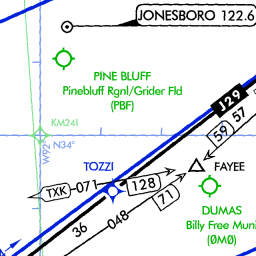 JONESBORO 122.6
PINE BLUFF
Pinebluff Rgnl/Grider Fld
(PBF)
J29
KM24I
59
57
W92°
N34°
TOZZI
FAYEE
TXK
071
128
71
DUMAS
Billy Free Muni
(0M0)
36
048